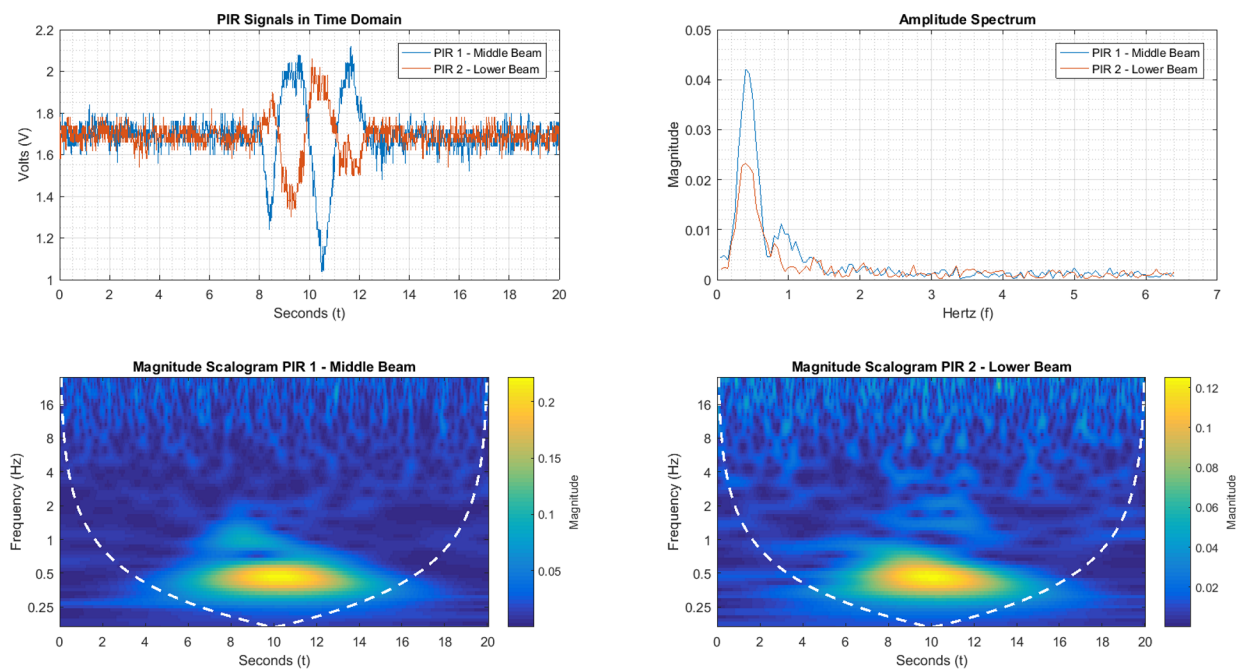 PIR Signals in Time Domain
2.2
2
1.8
1.6
1.4
1.2
1
Volts (V)
PIR 1 - Middle Beam
PIR 2 - Lower Beam
0 2 4 6 8 10 12 14 16 18 20
Seconds (t)
Amplitude Spectrum
0.05
0.04
0.03
0.02
0.01
0
Magnitude
PIR 1 - Middle Beam
PIR 2 - Lower Beam
0 1 2 3 4 5 6 7
Hertz (f)
Magnitude Scalogram PIR 1 - Middle Beam
16
8
4
2
1
0.5
0.25
Frequency (Hz)
0 2 4 6 8 10 12 14 16 18 20
Seconds (t)
0.2
0.15
0.1
0.05
Magnitude
Magnitude Scalogram PIR 2 - Lower Beam
16
8
4
2
1
0.5
0.25
Frequency (Hz)
0 2 4 6 8 10 12 14 16 18 20
Seconds (t)
0.12
0.1
0.08
0.06
0.04
0.02
Magnitude